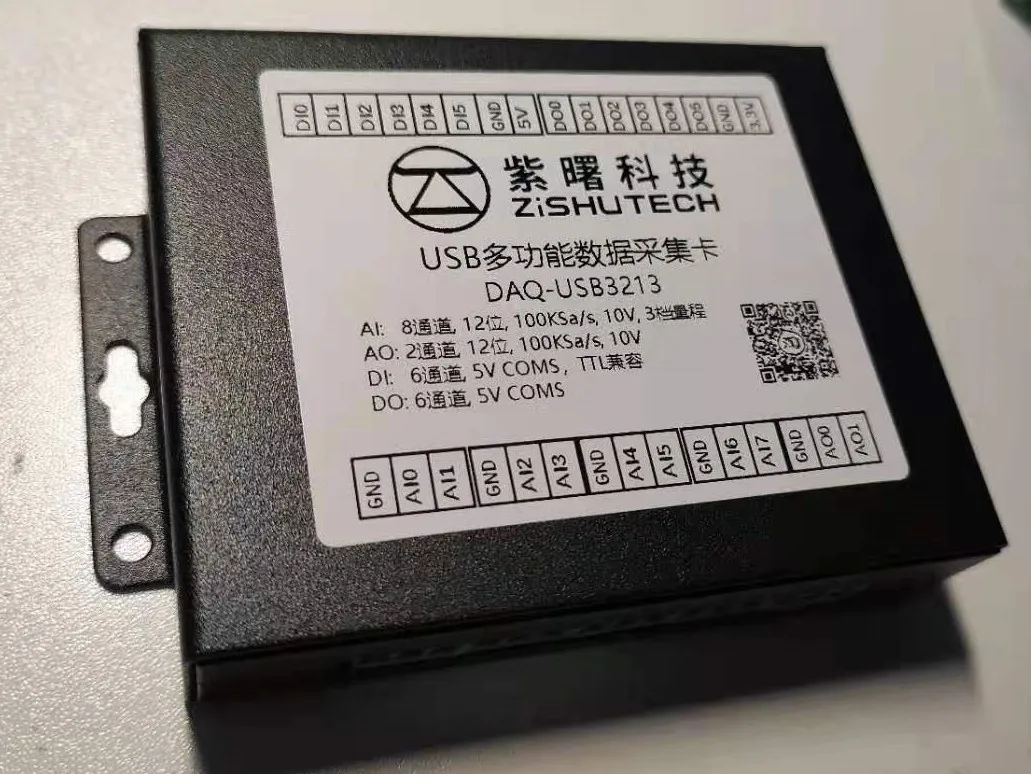 DI0 DI1 DI2 DI3 DI4 DI5 GND 5V DO0 DO1 DO2 DO3 DO4 DO5 GND 3.3V
紫曙科技
ZiSHUTECH
USB多功能数据采集卡
DAQ-USB3213
AI: 8通道, 12位, 100KSa/s, 10V, 3档量程
AO: 2通道, 12位, 100KSa/s, 10V
DI: 6通道, 5V COMS , TTL兼容
DO: 6通道, 5V COMS
GND AI0 AI1 GND AI2 AI3 GND AI4 AI5 GND AI6 AI7 GND AO0 AO1